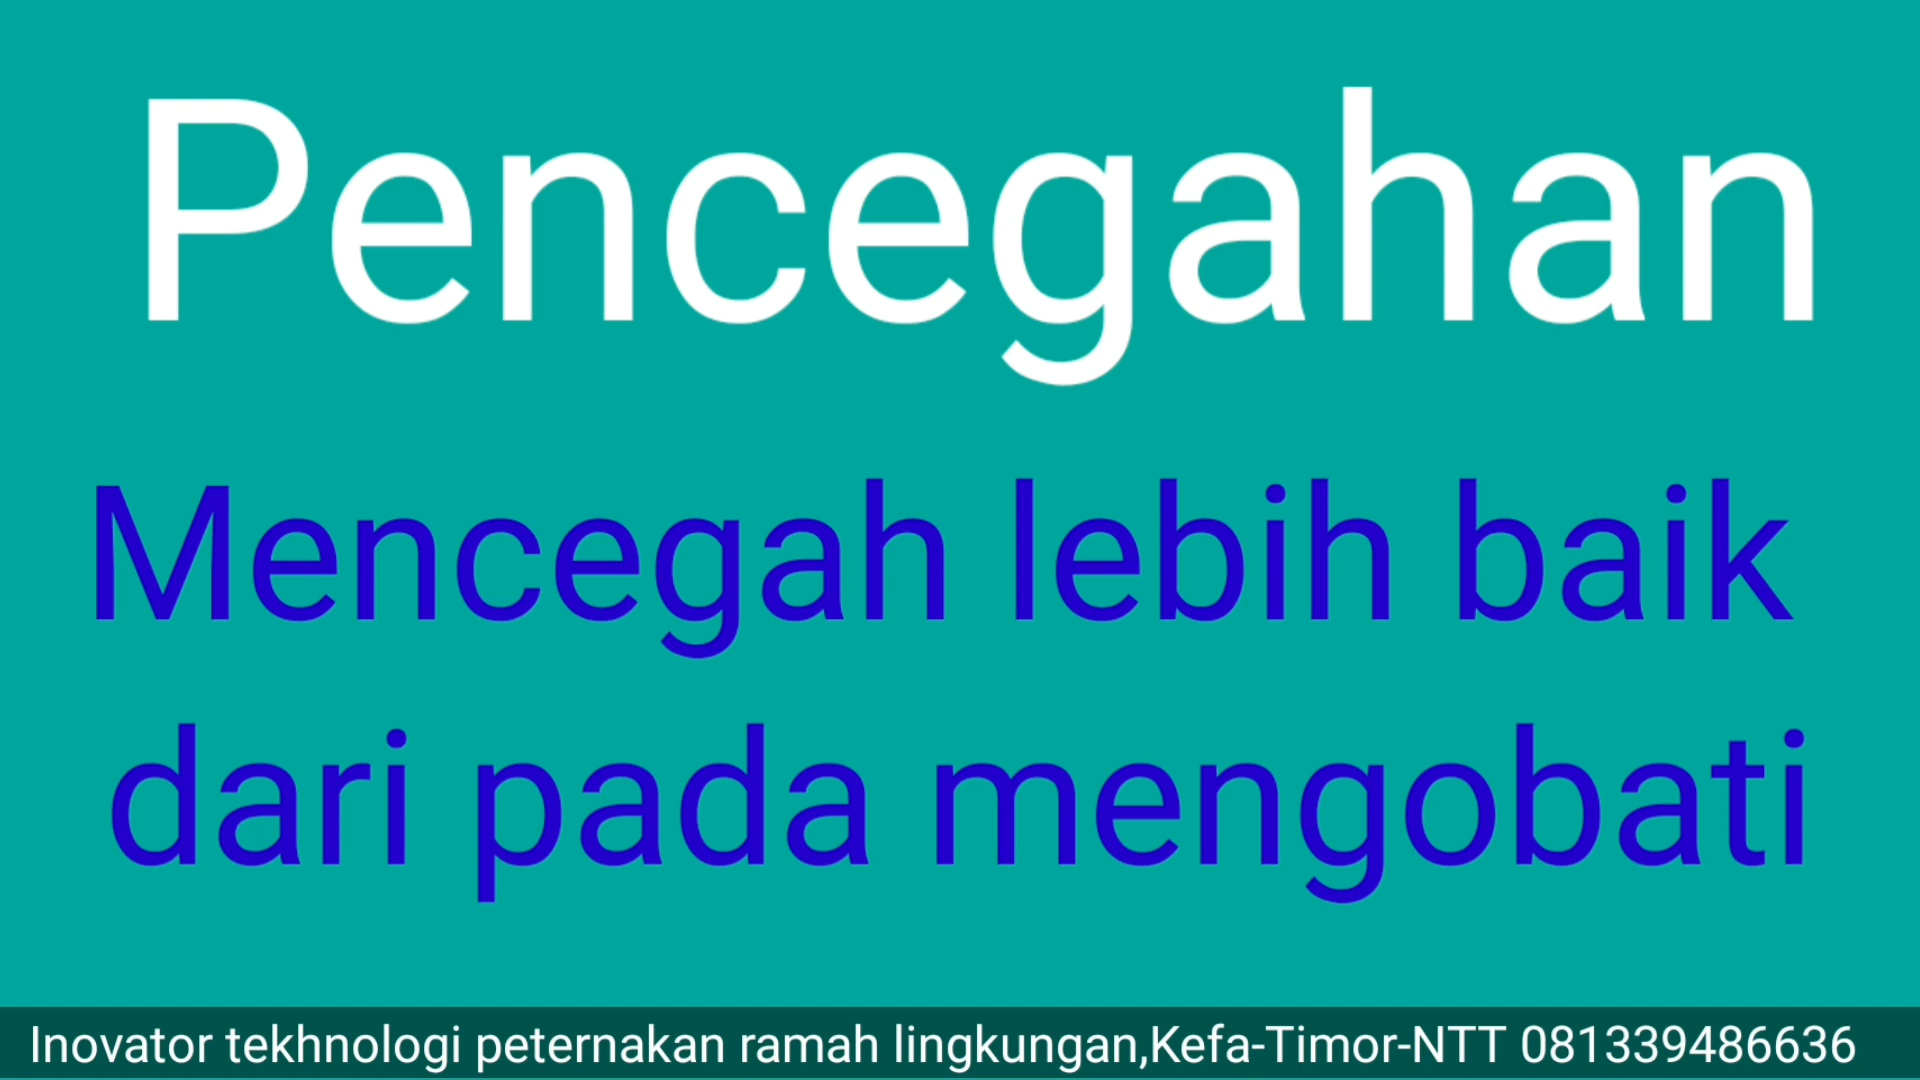 Pencegahan
Mencegah lebih baik
dari pada mengobati
Inovator tekhnologi peternakan ramah lingkungan,Kefa-Timor-NTT 081339486636